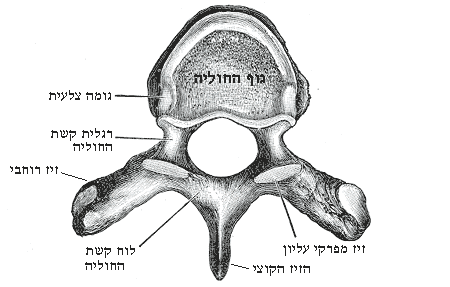 גוף החוליה
גומה צלעית
רגלית קשת
החוליה
זיז רוחבי
לוח קשת
החוליה
זיז מפרקי עליון
הזיז הקוצי